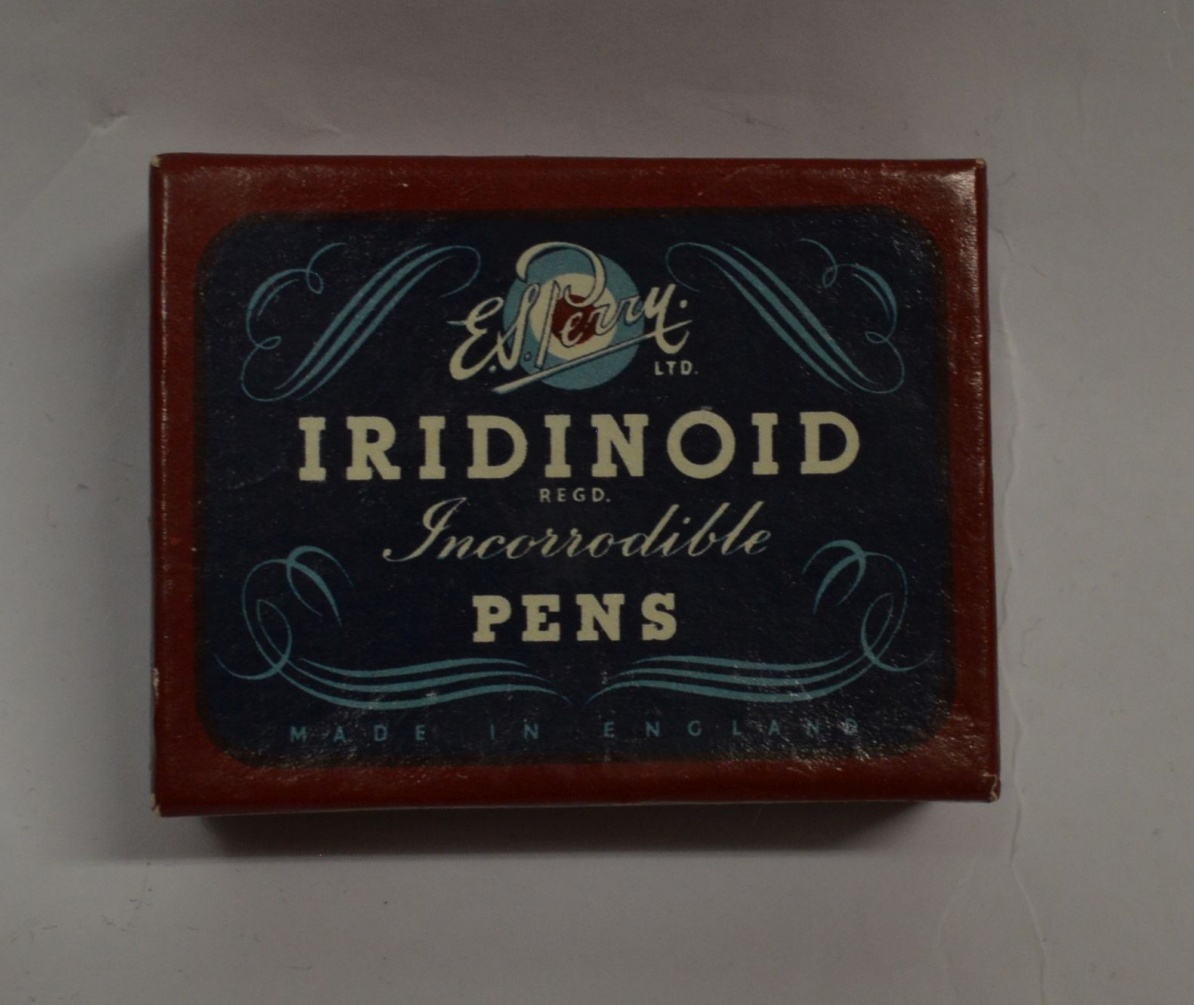 E.S. Perry.
LTD.
IRIDINOID
REGD.
Incorrodible
PENS
MADE IN ENGLAND